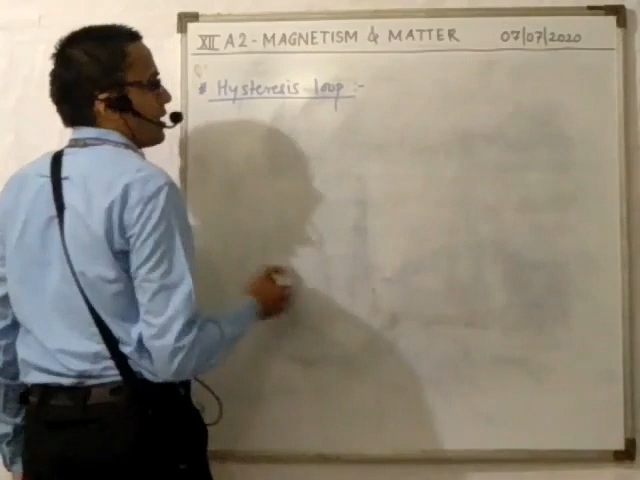 XII A2 - MAGNETISM & MATTER 07/07/2020
* Hysteresis loop :-